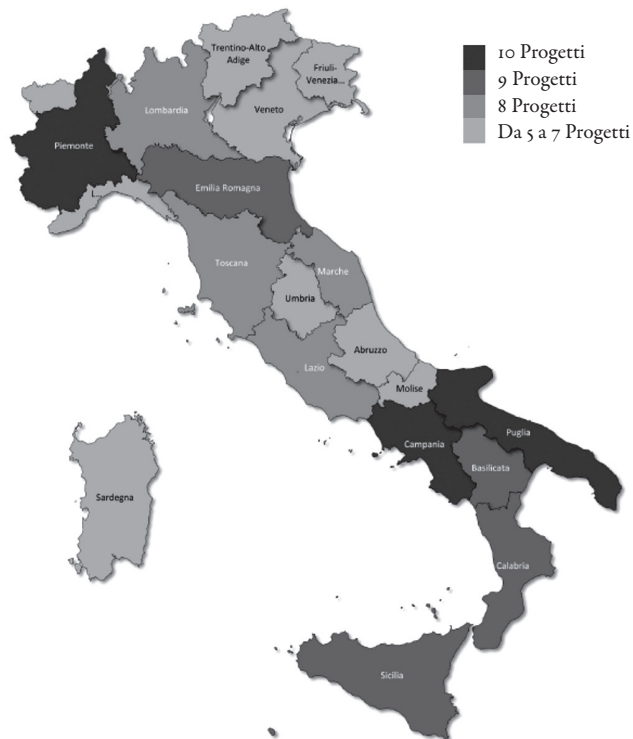 Trentino-Alto
Adige
Friuli-
Venezia...
Lombardia
Veneto
Piemonte
Emilia Romagna
Toscana
Marche
Umbria
Abruzzo
Lazio
Molise
Puglia
Campania
Basilicata
Sardegna
Calabria
Sicilia
10 Progetti
9 Progetti
8 Progetti
Da 5 a 7 Progetti